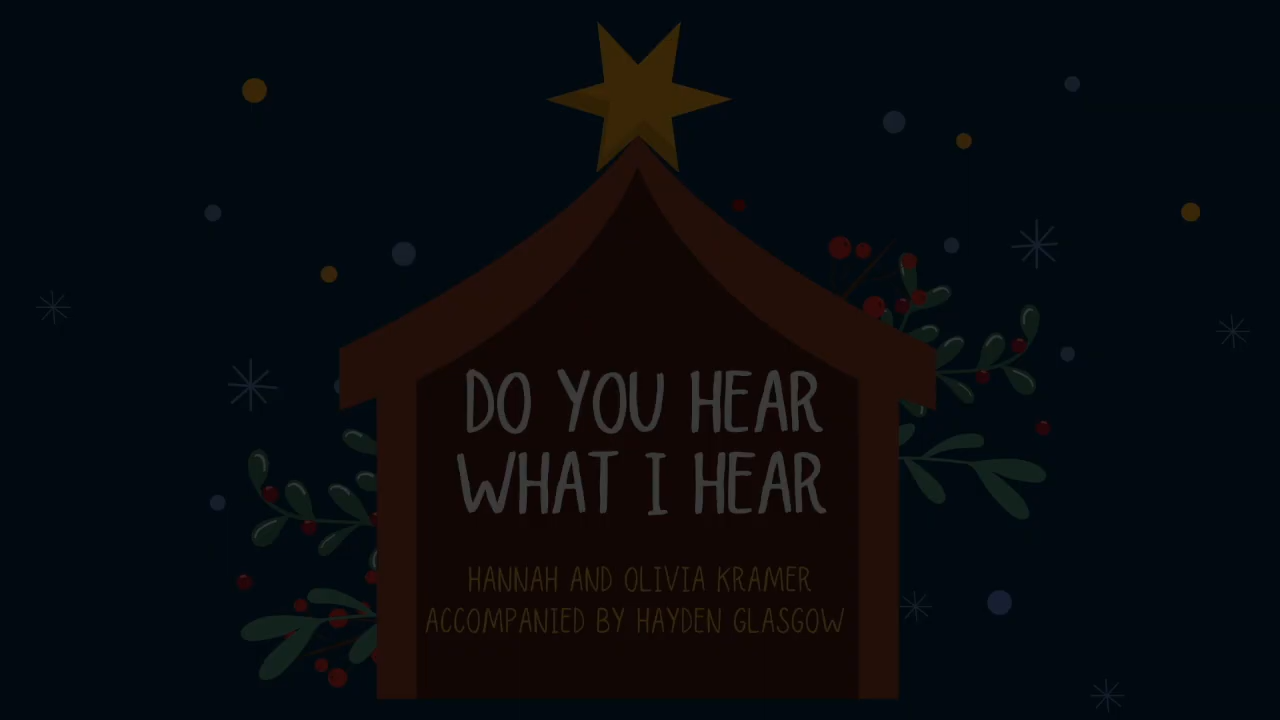 DO YOU HEAR
WHAT I HEAR
HANNAH AND OLIVIA KRAMER
ACCOMPANIED BY HAYDEN GLASGOW